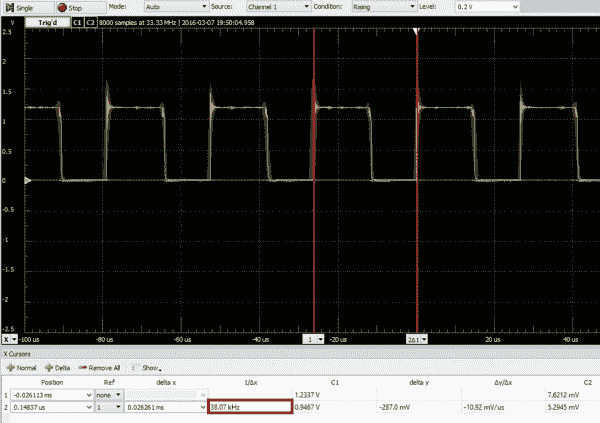 Single Stop Mode: Auto Source: Channel 1 Condition: Rising Level: 0.2 V
V Trig'd C1 C2 8000 samples at 33.33 MHz | 2016-03-07 19:50:04.958
2.5
2
1.5
1
0.5
0
-0.5
-1
-1.5
-2
-2.5
X -100 us -80 us -60 us -40 us 1 -20 us 0 us 2Δ1 20 us 40 us
X Cursors
Normal Delta Remove All Show
Position Ref delta x 1/Δx C1 delta y Δy/Δx C2
1 -0.026113 ms none 1.2337 V 7.6212 mV
2 0.14837 us 1 0.026261 ms 38.07 kHz 0.9467 V -287.0 mV -10.92 mV/us 5.2945 mV